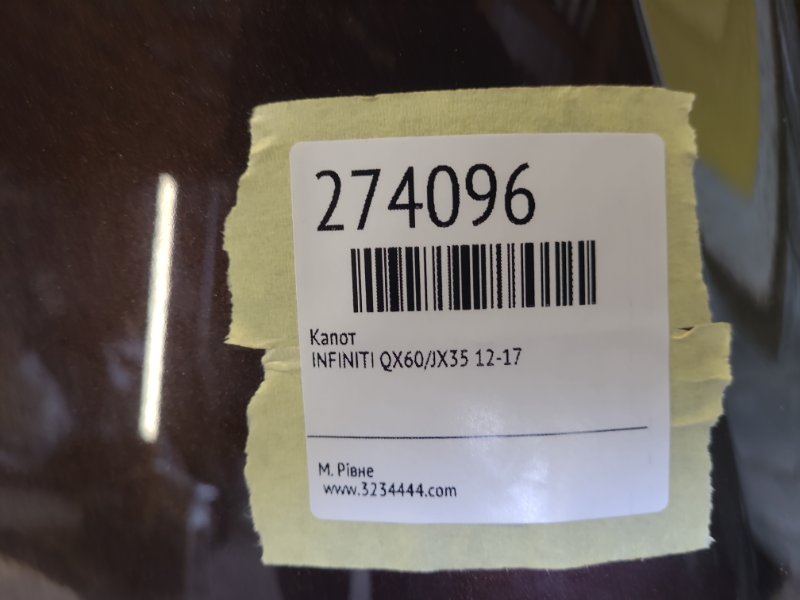 274096
Капот
INFINITI QX60/JX35 12-17
М. Рівне
www.3234444.com